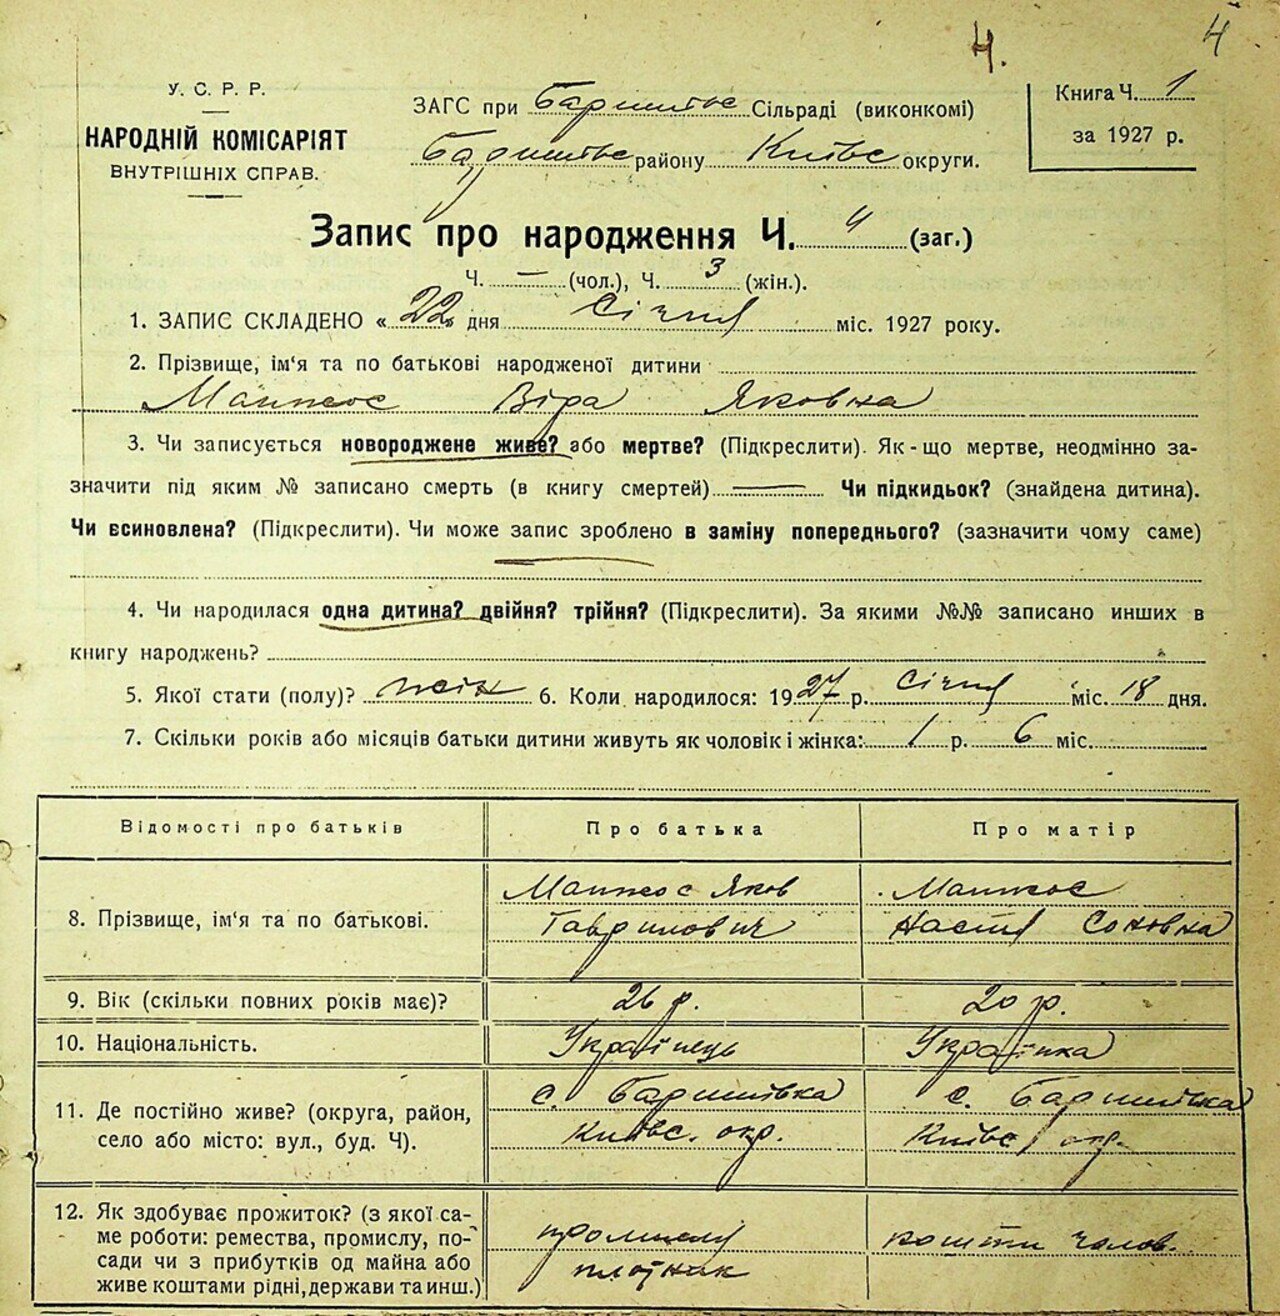 4. 4
У. С. Р. Р.
НАРОДНІЙ КОМІСАРІЯТ
ВНУТРІШНІХ СПРАВ.
ЗАГС при Баришівс Сільраді (виконкомі)
Баришівс району Київс округи.
Книга Ч. 1
за 1927 р.
Запис про народження Ч. 4 (заг.)
Ч. — (чол.), Ч. 3 (жін.).
1. ЗАПИС СКЛАДЕНО «22» дня Січня міс. 1927 року.
2. Прізвище, ім‘я та по батькові народженої дитини
Віра Яковна
3. Чи записується новороджене живе? або мертве? (Підкреслити). Як-що мертве, неодмінно за-
значити під яким № записано смерть (в книгу смертей) — Чи підкидьок? (знайдена дитина).
Чи всиновлена? (Підкреслити). Чи може запис зроблено в заміну попереднього? (зазначити чому саме)
4. Чи народилася одна дитина? двійня? трійня? (Підкреслити). За якими №№ записано инших в
книгу народжень?
5. Якої стати (полу)? жін 6. Коли народилося: 1927 р. Січня міс. 18 дня.
7. Скільки років або місяців батьки дитини живуть як чоловік і жінка: 1 р. 6 міс.
Відомості про батьків Про батька Про матір
8. Прізвище, ім‘я та по батькові. Яков
Гаврилович Настя
9. Вік (скільки повних років має)? 26 р. 20 р.
10. Національність. Українець Українка
11. Де постійно живе? (округа, район,
село або місто: вул., буд. Ч).
с. Баришівка
Київс. окр.
с. Баришівка
Київс окр.
12. Як здобуває прожиток? (з якої са-
ме роботи: ремества, промислу, по-
сади чи з прибутків од майна або
живе коштами рідні, держави та инш.)
плотник
кошти чолов.